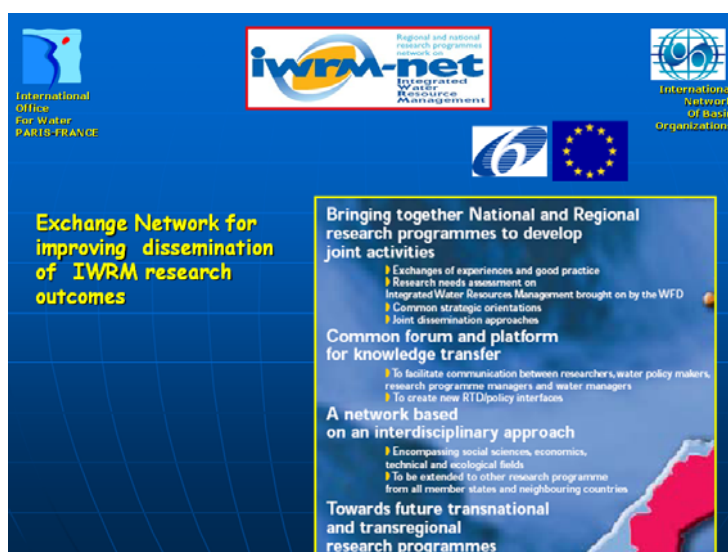 International
Office
For Water
PARIS-FRANCE
Regional and national
research programmes
network on
iwrm-net
Integrated
Water
Resource
Management
International
Network
Of Basin
Organizations
6
Exchange Network for
improving dissemination
of IWRM research
outcomes
Bringing together National and Regional
research programmes to develop
joint activities
Exchanges of experiences and good practice
Research needs assessment on
Integrated Water Resources Management brought on by the WFD
Common strategic orientations
Joint dissemination approaches
Common forum and platform
for knowledge transfer
To facilitate communication between researchers, water policy makers,
research programme managers and water managers
To create new RTD/policy interfaces
A network based
on an interdisciplinary approach
Encompassing social sciences, economics,
technical and ecological fields
To be extended to other research programme
from all member states and neighbouring countries
Towards future transnational
and transregional
research programmes